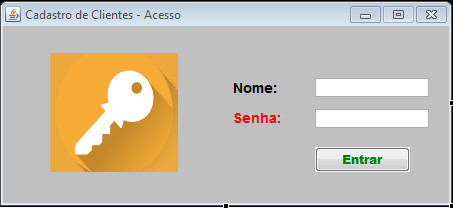 Cadastro de Clientes - Acesso
Nome:
Senha:
Entrar